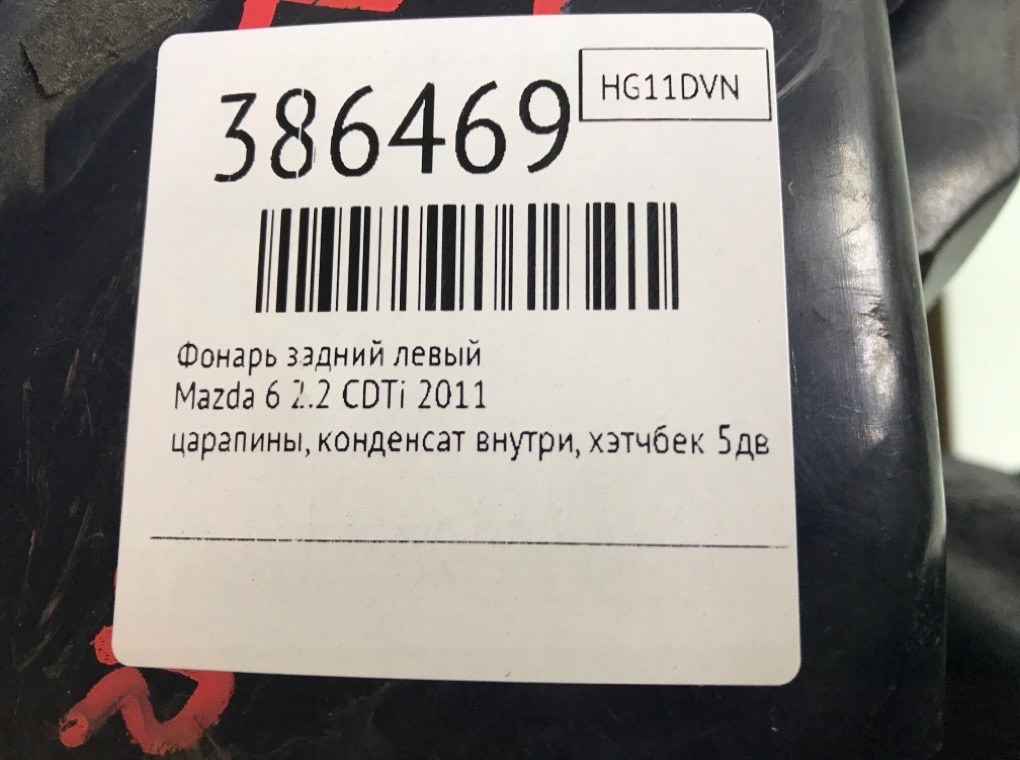 386469
HG11DVN
Фонарь задний левый
Mazda 6 2.2 CDTi 2011
царапины, конденсат внутри, хэтчбек 5дв